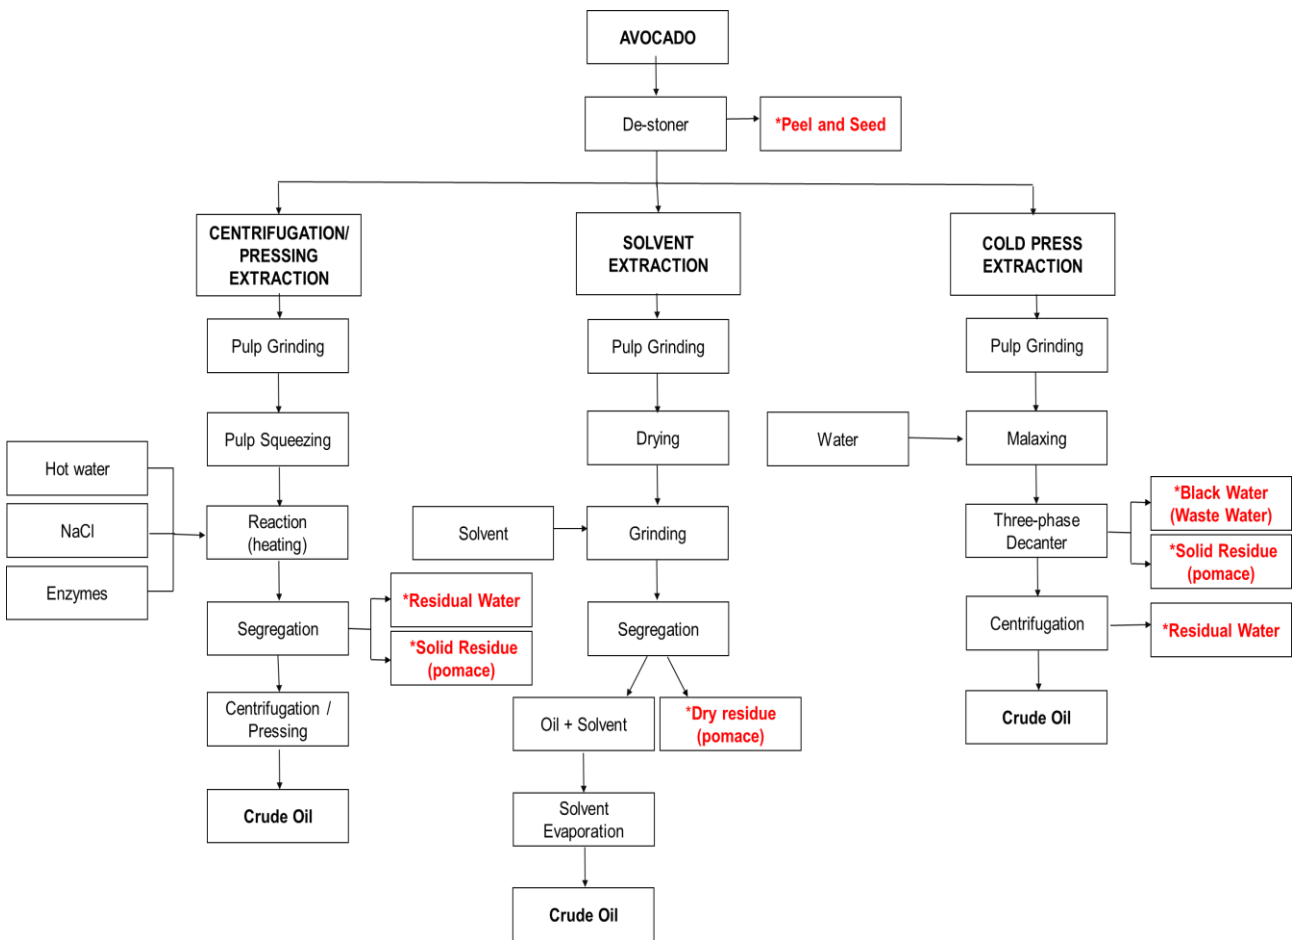 AVOCADO
De-stoner
*Peel and Seed
CENTRIFUGATION/
PRESSING
EXTRACTION
Pulp Grinding
Pulp Squeezing
Hot water
NaCl
Enzymes
Reaction
(heating)
Segregation
*Residual Water
*Solid Residue
(pomace)
Centrifugation /
Pressing
Crude Oil
SOLVENT
EXTRACTION
Pulp Grinding
Drying
Solvent
Grinding
Segregation
Oil + Solvent
*Dry residue
(pomace)
Solvent
Evaporation
Crude Oil
COLD PRESS
EXTRACTION
Pulp Grinding
Water
Malaxing
Three-phase
Decanter
*Black Water
(Waste Water)
*Solid Residue
(pomace)
Centrifugation
*Residual Water
Crude Oil